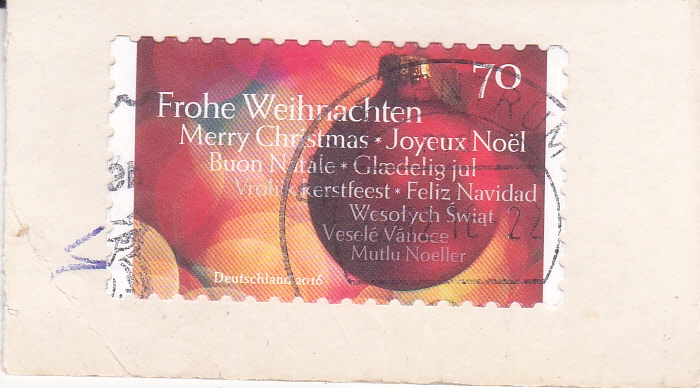 70
Frohe Weihnachten
Merry Christmas * Joyeux Noël
Buon Natale * Glædelig jul
Vrolijk kerstfeest * Feliz Navidad
Wesołych Świąt
Veselé Vánoce
Mutlu Noeller
Deutschland 2016